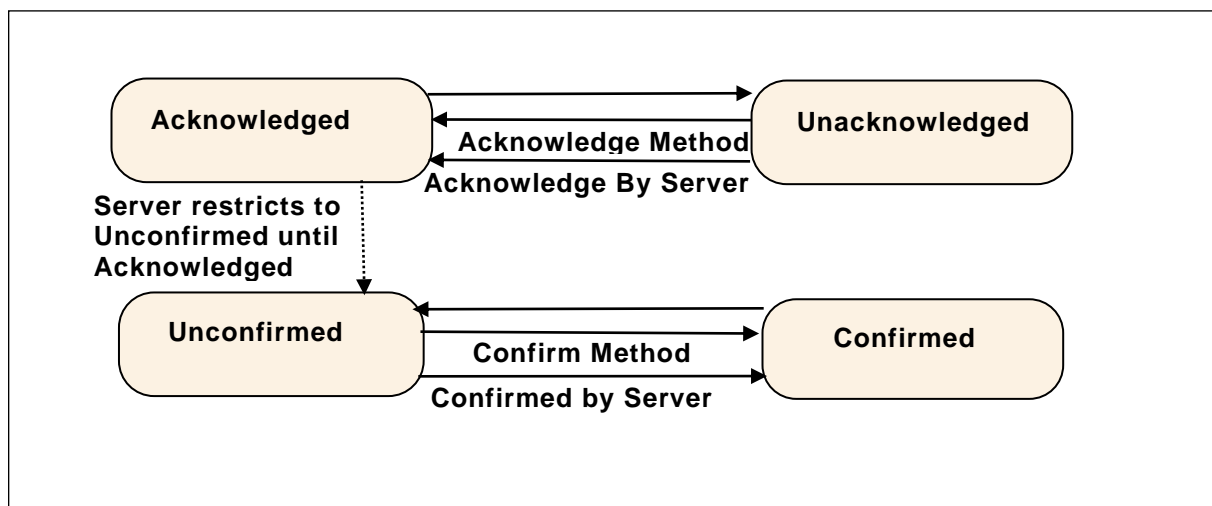 Acknowledged
Unacknowledged
Acknowledge Method
Acknowledge By Server
Server restricts to
Unconfirmed until
Acknowledged
Unconfirmed
Confirmed
Confirm Method
Confirmed by Server